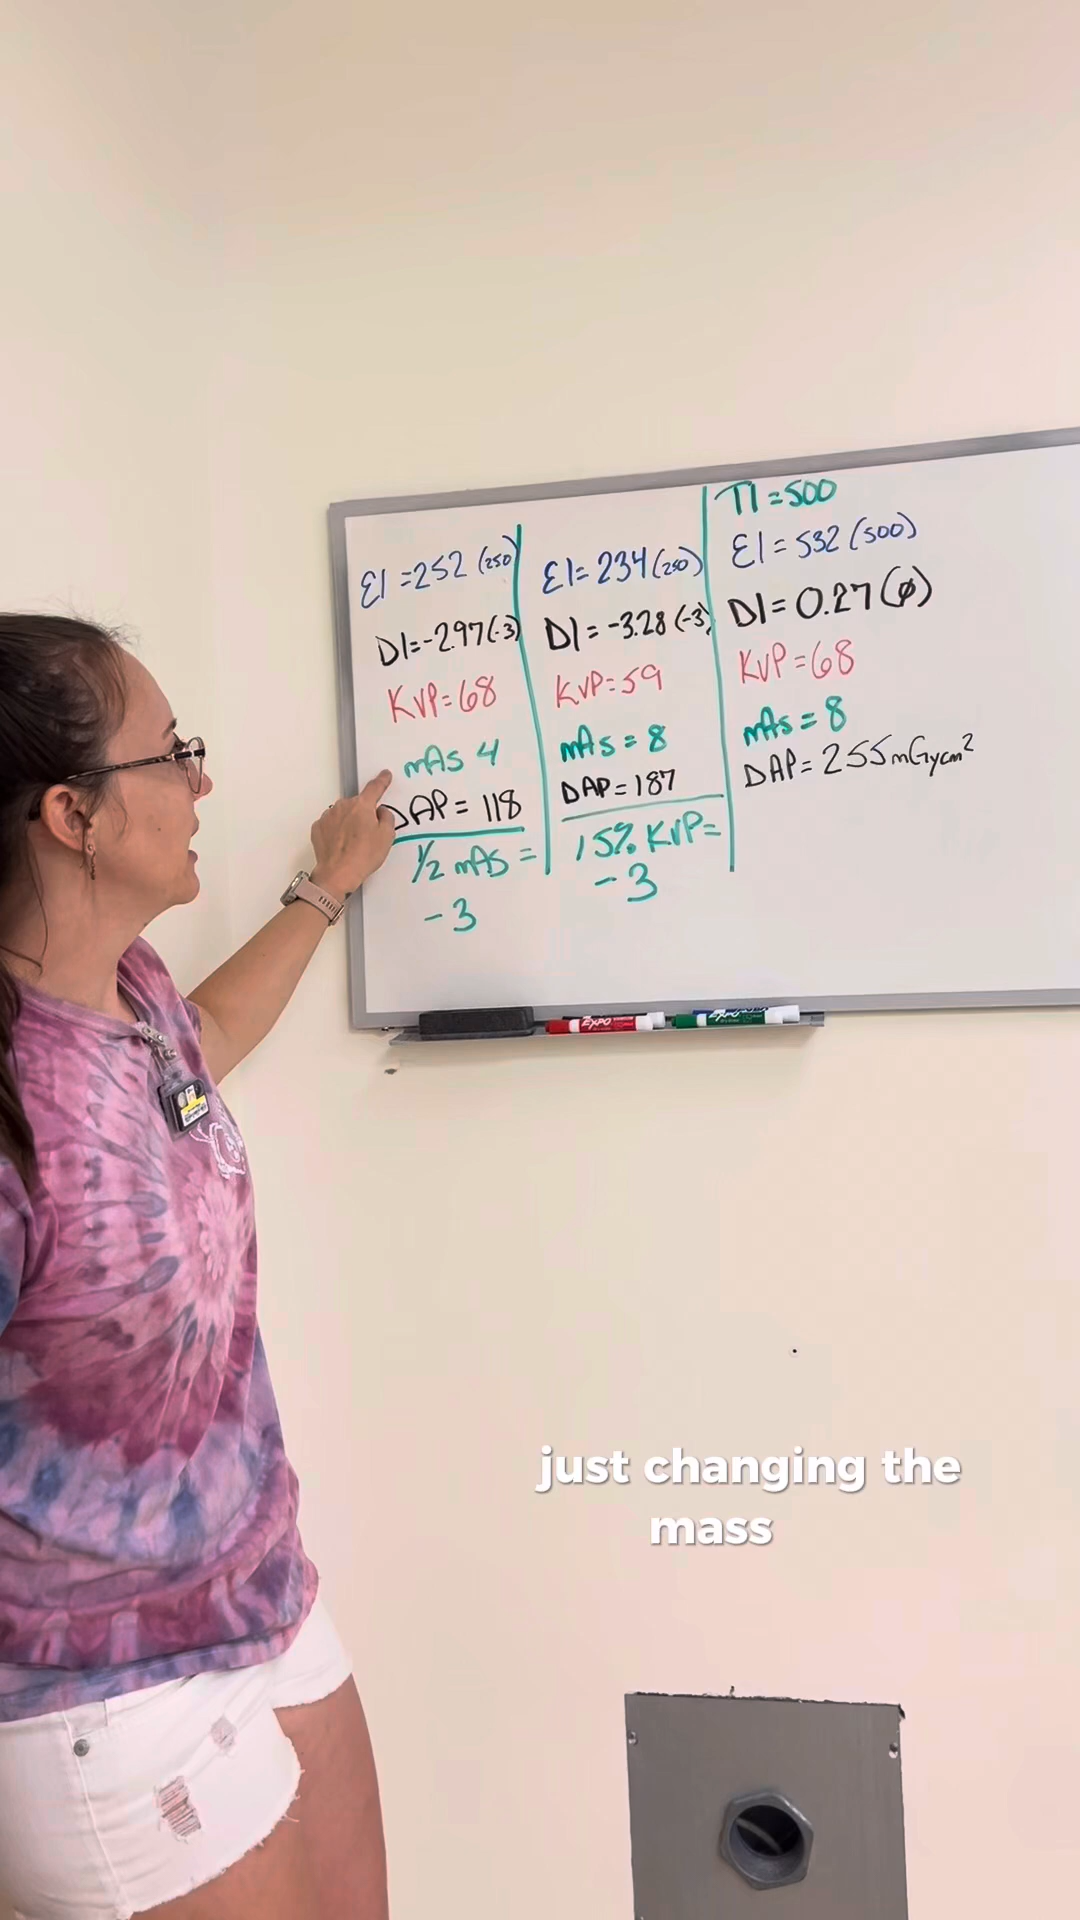 EI = 252 (250)
DI = -2.97 (-3)
KVP = 68
mAs 4
DAP = 118
1/2 mAs =
-3
EI = 234 (250)
DI = -3.28 (-3)
KVP = 59
mAs = 8
DAP = 187
15% KVP =
-3
TI = 500
EI = 532 (500)
DI = 0.27 (ϕ)
KVP = 68
mAs = 8
DAP = 255 mGycm²
EXPO
EXPO
just changing the
mass